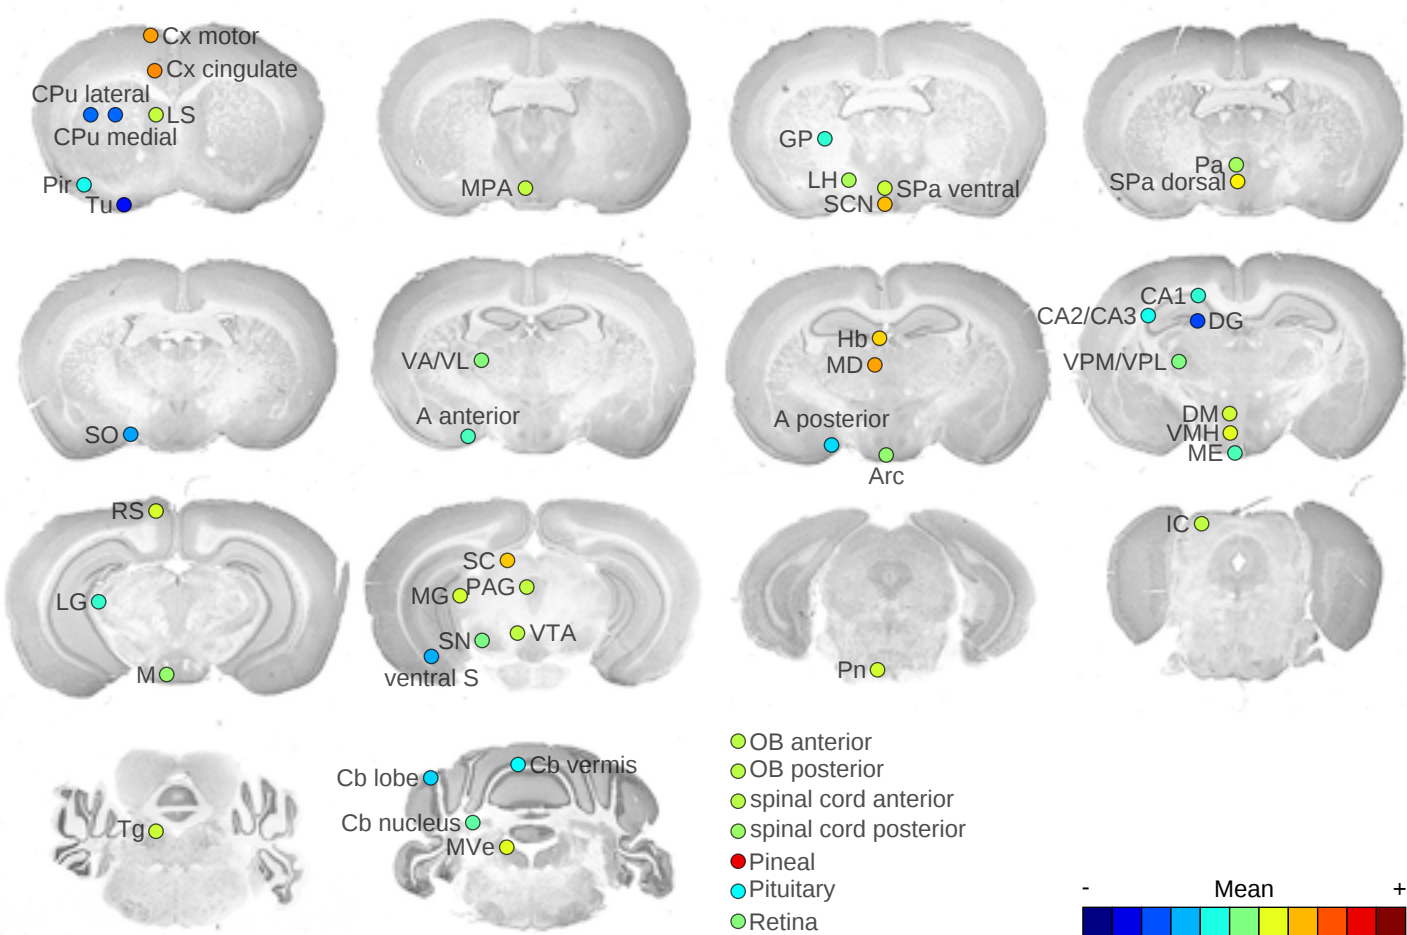 Cx motor
Cx cingulate
CPu lateral
LS
CPu medial
Pir
Tu
MPA
GP
LH
SPa ventral
SCN
Pa
SPa dorsal
SO
VA/VL
A anterior
Hb
MD
A posterior
Arc
CA1
CA2/CA3
DG
VPM/VPL
DM
VMH
ME
RS
LG
M
SC
PAG
MG
SN
VTA
ventral S
Pn
IC
Tg
Cb lobe
Cb vermis
Cb nucleus
MVe
OB anterior
OB posterior
spinal cord anterior
spinal cord posterior
Pineal
Pituitary
Retina
- Mean +